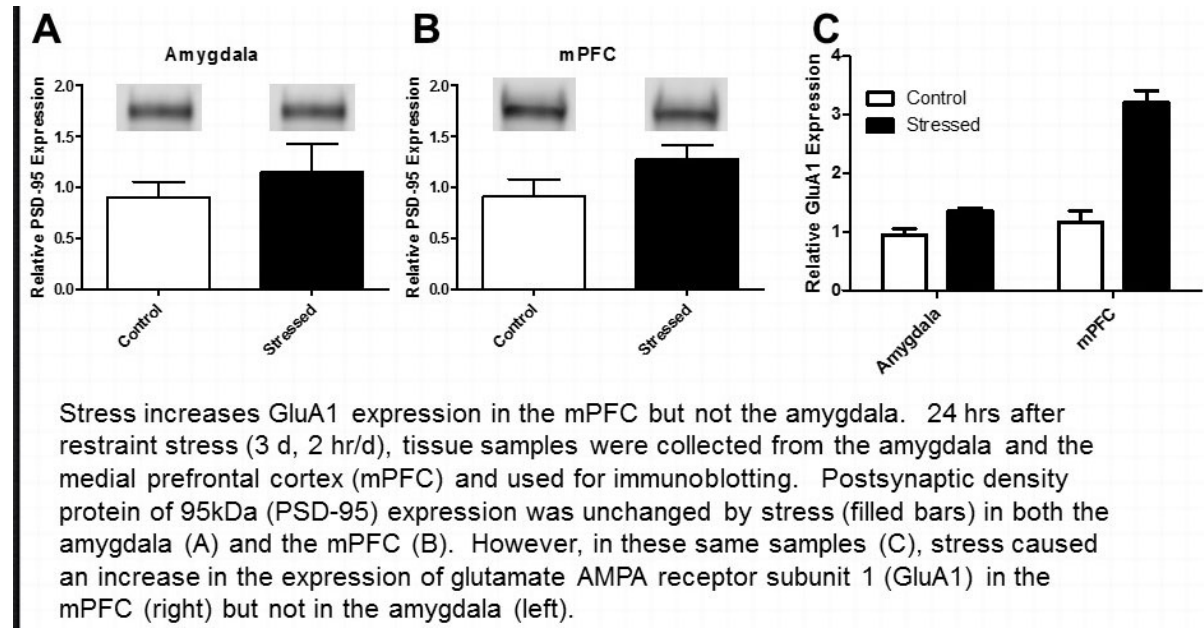 A
Amygdala
Relative PSD-95 Expression
2.0
1.5
1.0
0.5
0.0
Control
Stressed
B
mPFC
Relative PSD-95 Expression
2.0
1.5
1.0
0.5
0.0
Control
Stressed
C
Relative GluA1 Expression
4
3
2
1
0
Control
Stressed
Amygdala
mPFC
Stress increases GluA1 expression in the mPFC but not the amygdala. 24 hrs after
restraint stress (3 d, 2 hr/d), tissue samples were collected from the amygdala and the
medial prefrontal cortex (mPFC) and used for immunoblotting. Postsynaptic density
protein of 95kDa (PSD-95) expression was unchanged by stress (filled bars) in both the
amygdala (A) and the mPFC (B). However, in these same samples (C), stress caused
an increase in the expression of glutamate AMPA receptor subunit 1 (GluA1) in the
mPFC (right) but not in the amygdala (left).